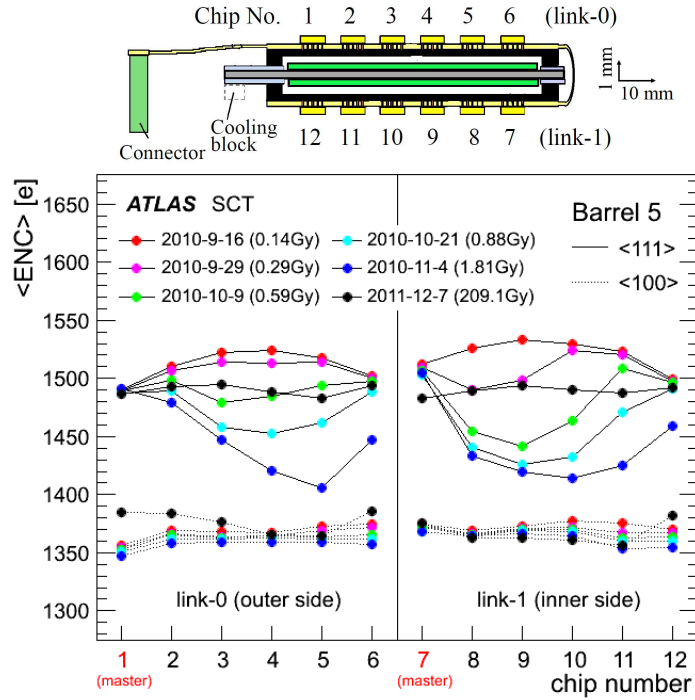 Chip No. 1 2 3 4 5 6 (link-0)
1 mm
10 mm
Cooling
block
Connector
12 11 10 9 8 7 (link-1)
<ENC> [e]
1650
1600
1550
1500
1450
1400
1350
1300
ATLAS SCT
Barrel 5
2010-9-16 (0.14Gy)
2010-10-21 (0.88Gy)
<111>
2010-9-29 (0.29Gy)
2010-11-4 (1.81Gy)
<100>
2010-10-9 (0.59Gy)
2011-12-7 (209.1Gy)
link-0 (outer side)
link-1 (inner side)
1 2 3 4 5 6 7 8 9 10 11 12
(master)
(master)
chip number